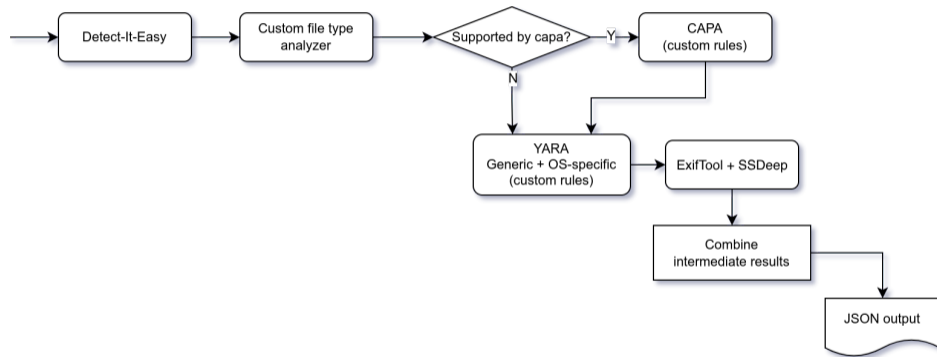 Detect-It-Easy
Custom file type
analyzer
Supported by capa?
Y
CAPA
(custom rules)
N
YARA
Generic + OS-specific
(custom rules)
ExifTool + SSDeep
Combine
intermediate results
JSON output